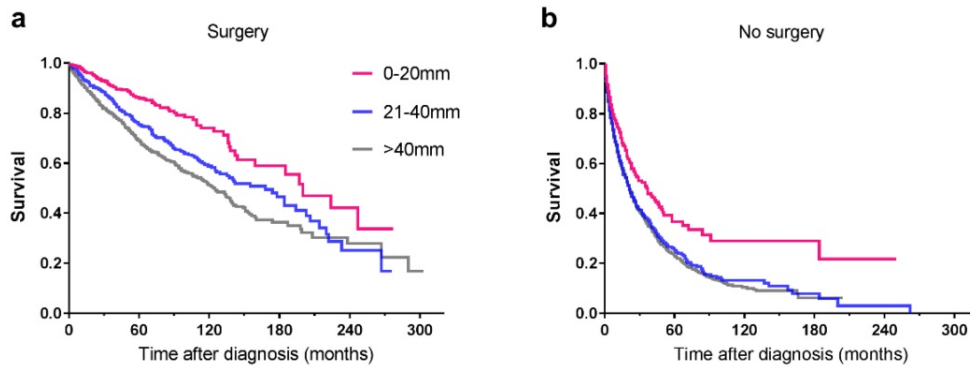 a
Surgery
Survival
1.0
0.8
0.6
0.4
0.2
0.0
0
60
120
180
240
300
Time after diagnosis (months)
0-20mm
21-40mm
>40mm
b
No surgery
Survival
1.0
0.8
0.6
0.4
0.2
0.0
0
60
120
180
240
300
Time after diagnosis (months)